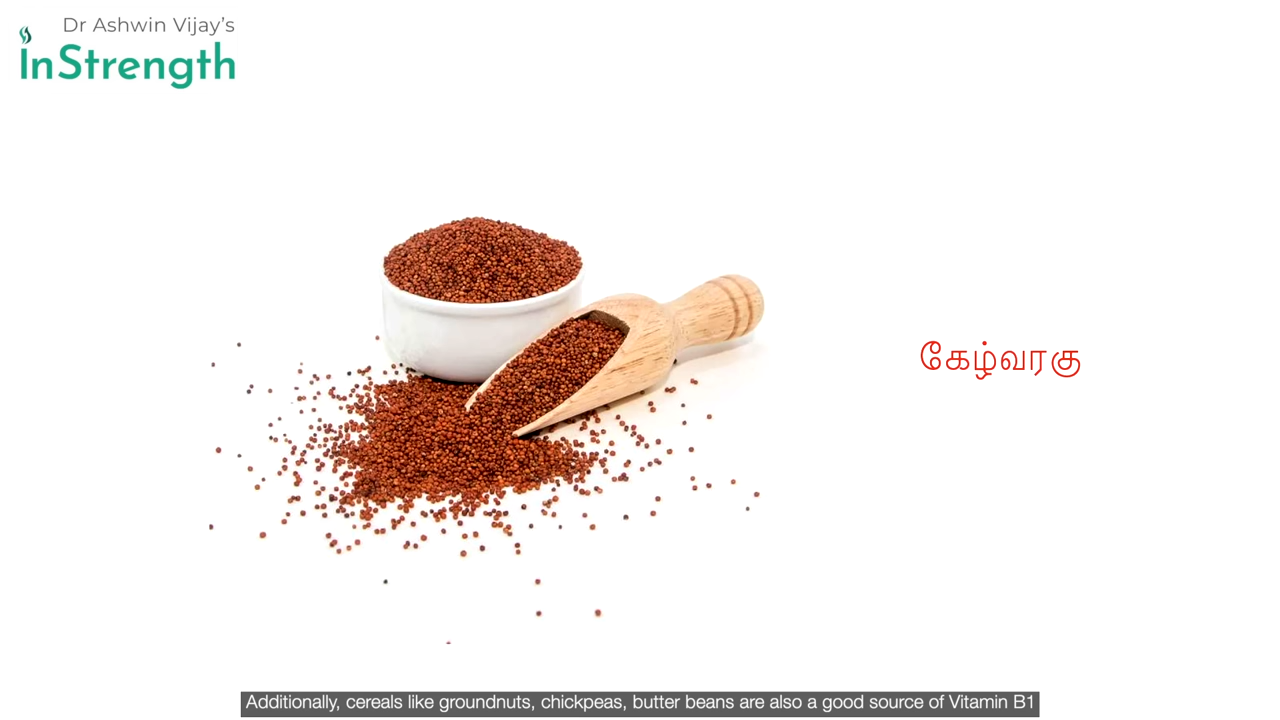 Dr Ashwin Vijay's
InStrength
கேழ்வரகு
Additionally, cereals like groundnuts, chickpeas, butter beans are also a good source of Vitamin B1